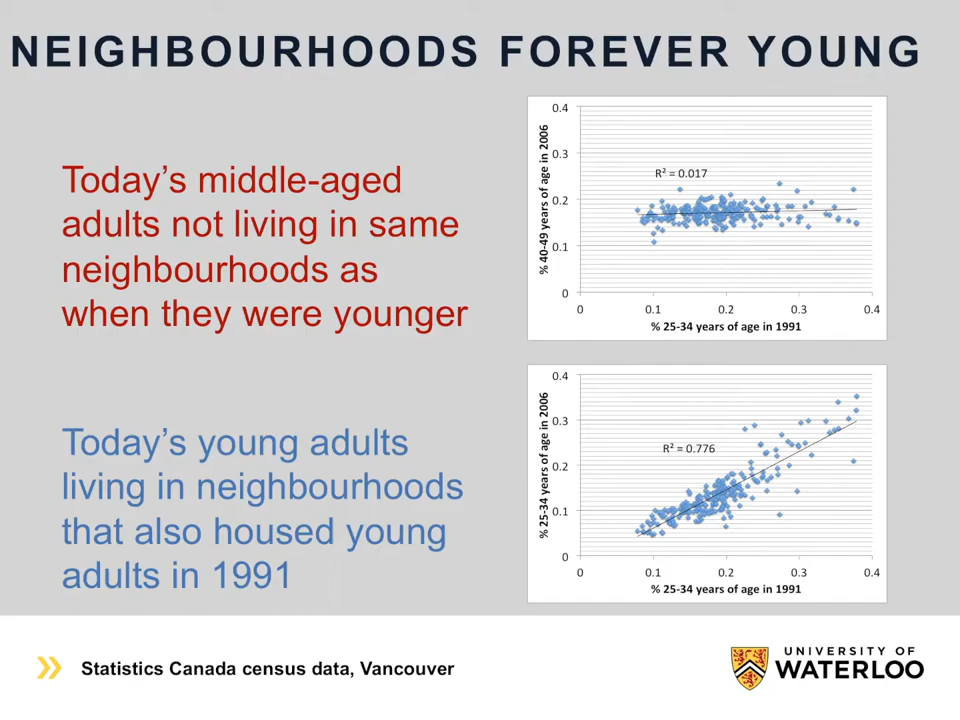 NEIGHBOURHOODS FOREVER YOUNG
Today’s middle-aged
adults not living in same
neighbourhoods as
when they were younger
% 40-49 years of age in 2006
0.4
0.3
0.2
0.1
0
R² = 0.017
0 0.1 0.2 0.3 0.4
% 25-34 years of age in 1991
Today’s young adults
living in neighbourhoods
that also housed young
adults in 1991
% 25-34 years of age in 2006
0.4
0.3
0.2
0.1
0
R² = 0.776
0 0.1 0.2 0.3 0.4
% 25-34 years of age in 1991
Statistics Canada census data, Vancouver
UNIVERSITY OF
WATERLOO